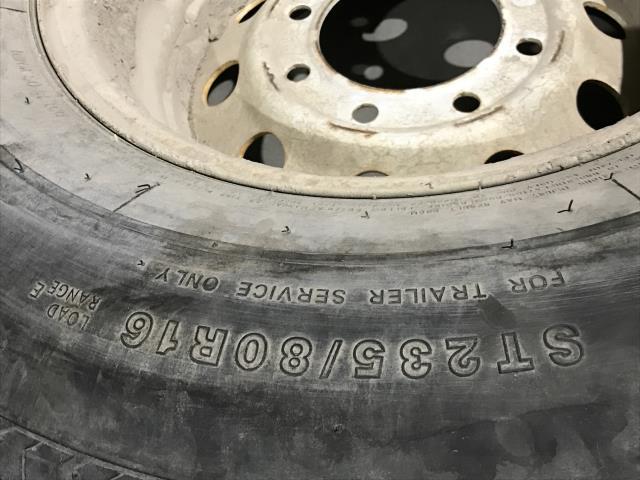 ST235/80R16
LOAD
RANGE E
FOR TRAILER SERVICE ONLY